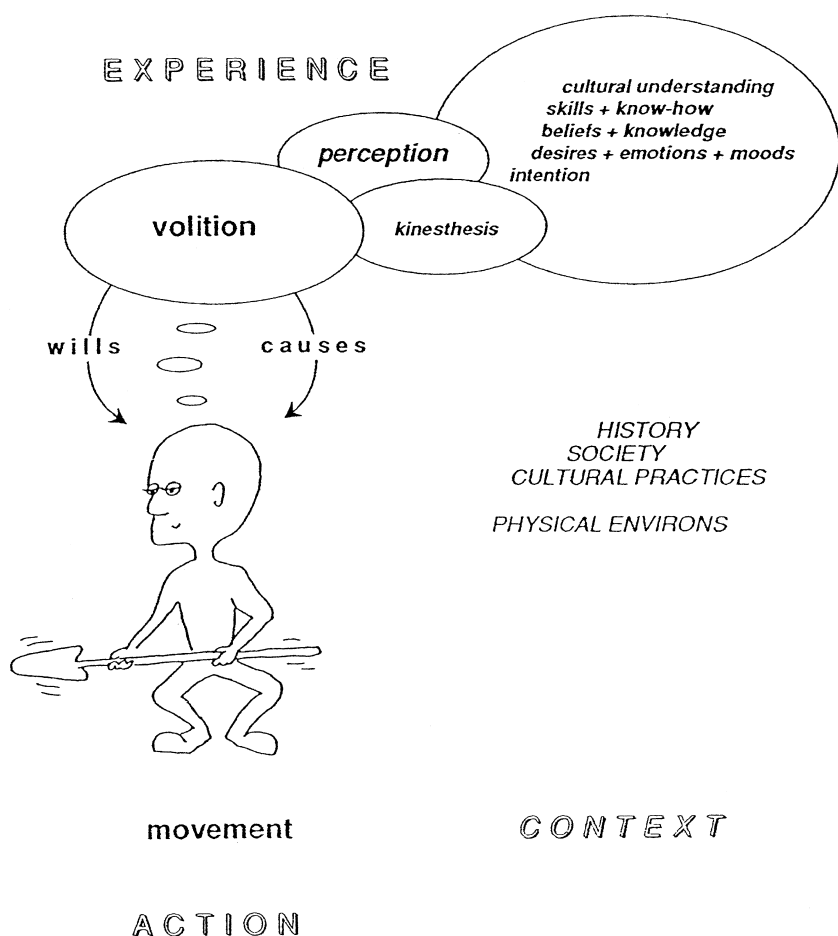 EXPERIENCE
cultural understanding
skills + know-how
beliefs + knowledge
desires + emotions + moods
intention
perception
volition
kinesthesis
wills
causes
HISTORY
SOCIETY
CULTURAL PRACTICES
PHYSICAL ENVIRONS
movement
CONTEXT
ACTION